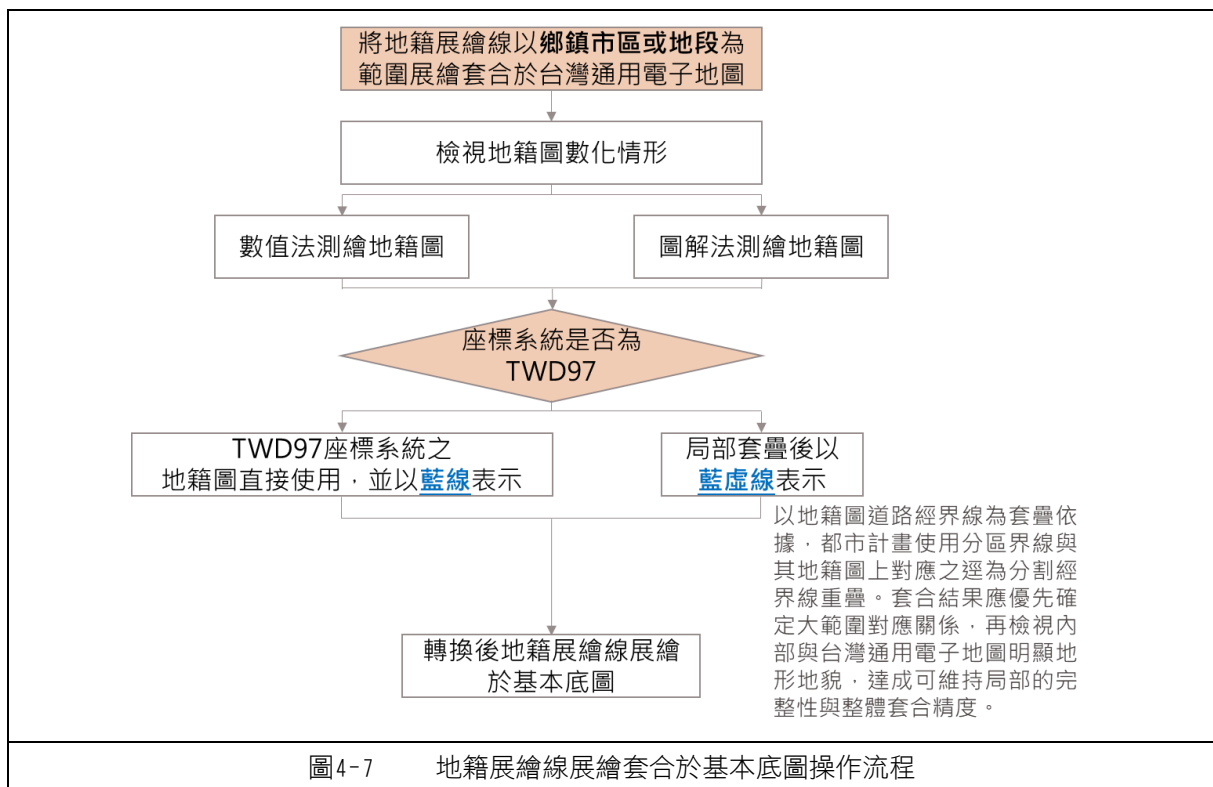 將地籍展繪線以鄉鎮市區或地段為
範圍展繪套合於台灣通用電子地圖
檢視地籍圖數化情形
數值法測繪地籍圖
圖解法測繪地籍圖
座標系統是否為
TWD97
TWD97座標系統之
地籍圖直接使用，並以藍線表示
局部套疊後以
藍虛線表示
以地籍圖道路經界線為套疊依
據，都市計畫使用分區界線與
其地籍圖上對應之逕為分割經
界線重疊。套合結果應優先確
定大範圍對應關係，再檢視內
部與台灣通用電子地圖明顯地
形地貌，達成可維持局部的完
整性與整體套合精度。
轉換後地籍展繪線展繪
於基本底圖
圖4-7 地籍展繪線展繪套合於基本底圖操作流程